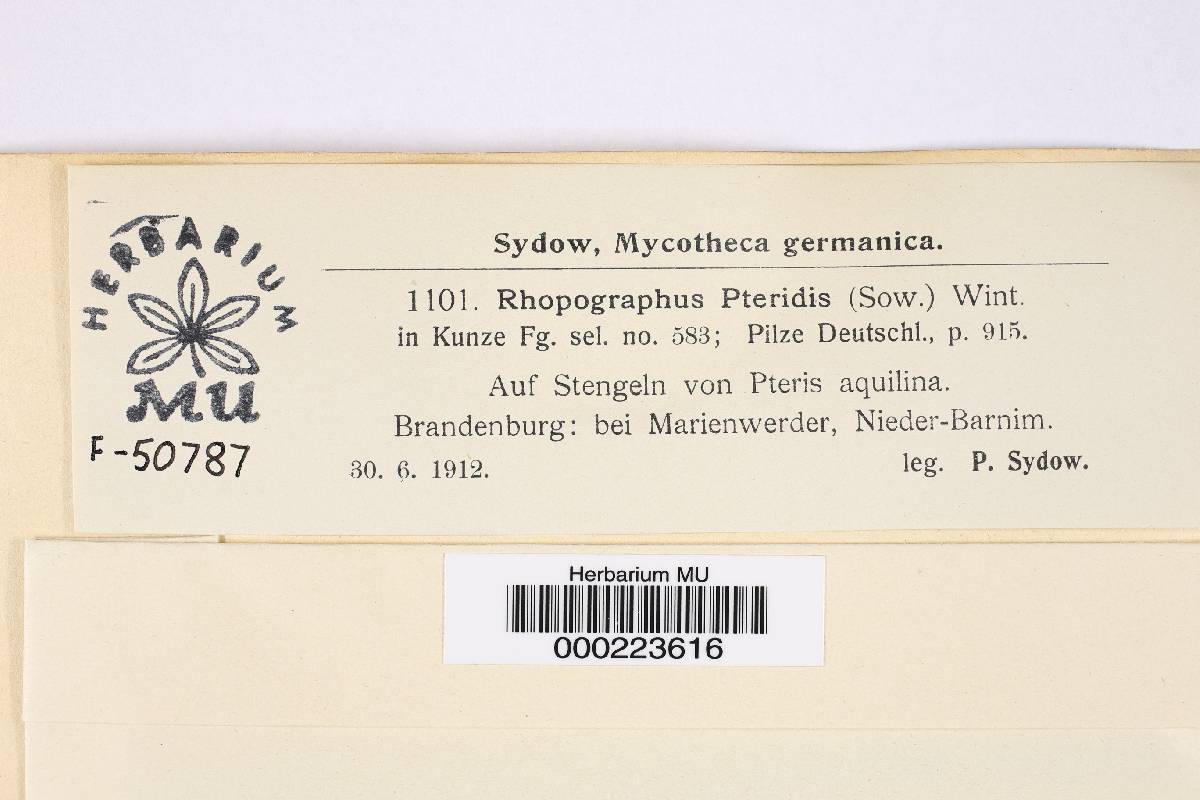 HERBARIUM
MU
F-50787
Sydow, Mycotheca germanica.
1101. Rhopographus Pteridis (Sow.) Wint.
in Kunze Fg. sel. no. 583; Pilze Deutschl., p. 915.
Auf Stengeln von Pteris aquilina.
Brandenburg: bei Marienwerder, Nieder-Barnim.
30. 6. 1912. leg. P. Sydow.
Herbarium MU
000223616